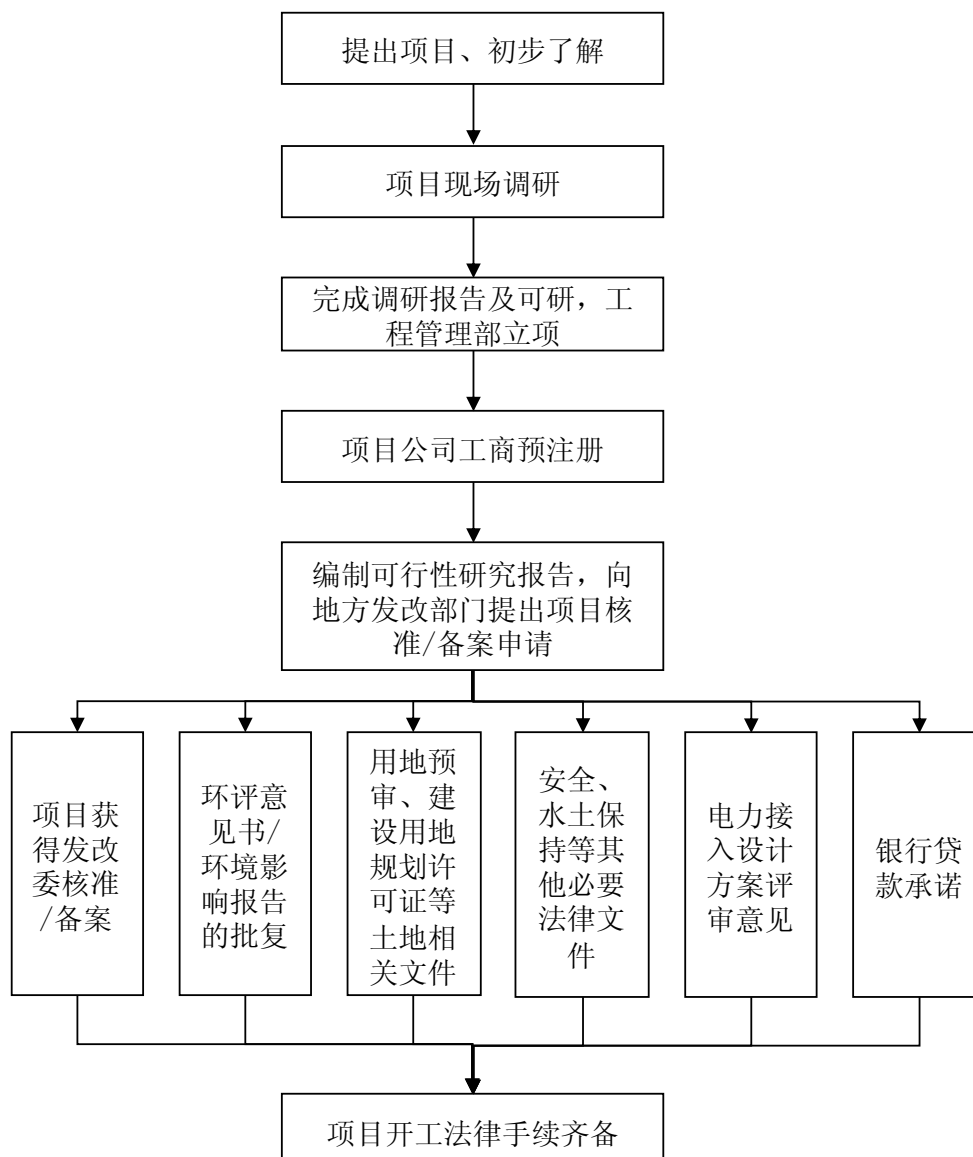 提出项目、初步了解
项目现场调研
完成调研报告及可研，工
程管理部立项
项目公司工商预注册
编制可行性研究报告，向
地方发改部门提出项目核
准/备案申请
项目获
得发改
委核准
/备案
环评意
见书/
环境影
响报告
的批复
用地预
审、建
设用地
规划许
可证等
土地相
关文件
安全、
水土保
持等其
他必要
法律文
件
电力接
入设计
方案评
审意见
银行贷
款承诺
项目开工法律手续齐备